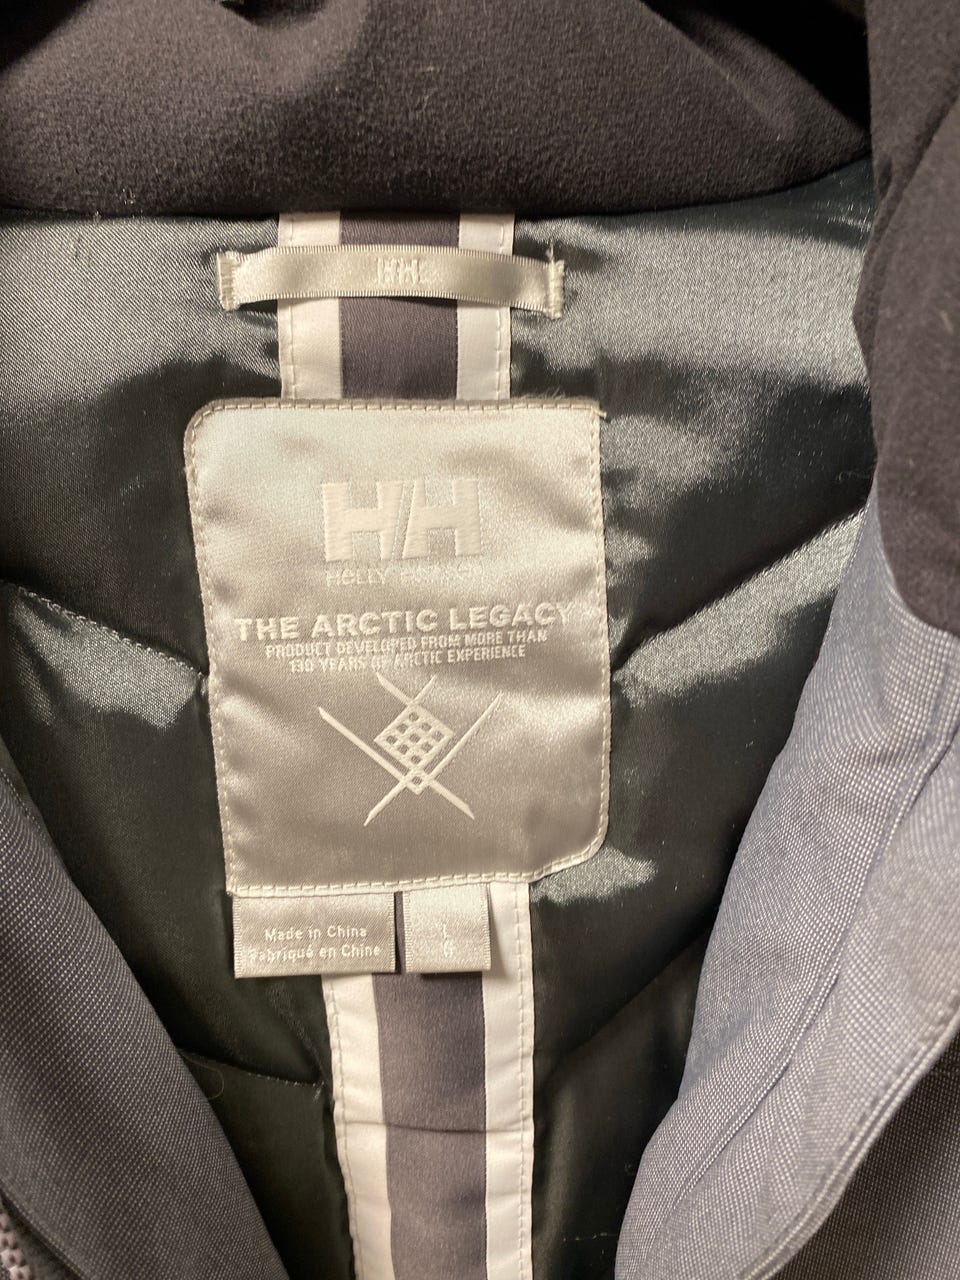 HH
HH
HELLY HANSEN
THE ARCTIC LEGACY
PRODUCT DEVELOPED FROM MORE THAN
130 YEARS OF ARCTIC EXPERIENCE
Made in China
Fabriqué en Chine
L
G